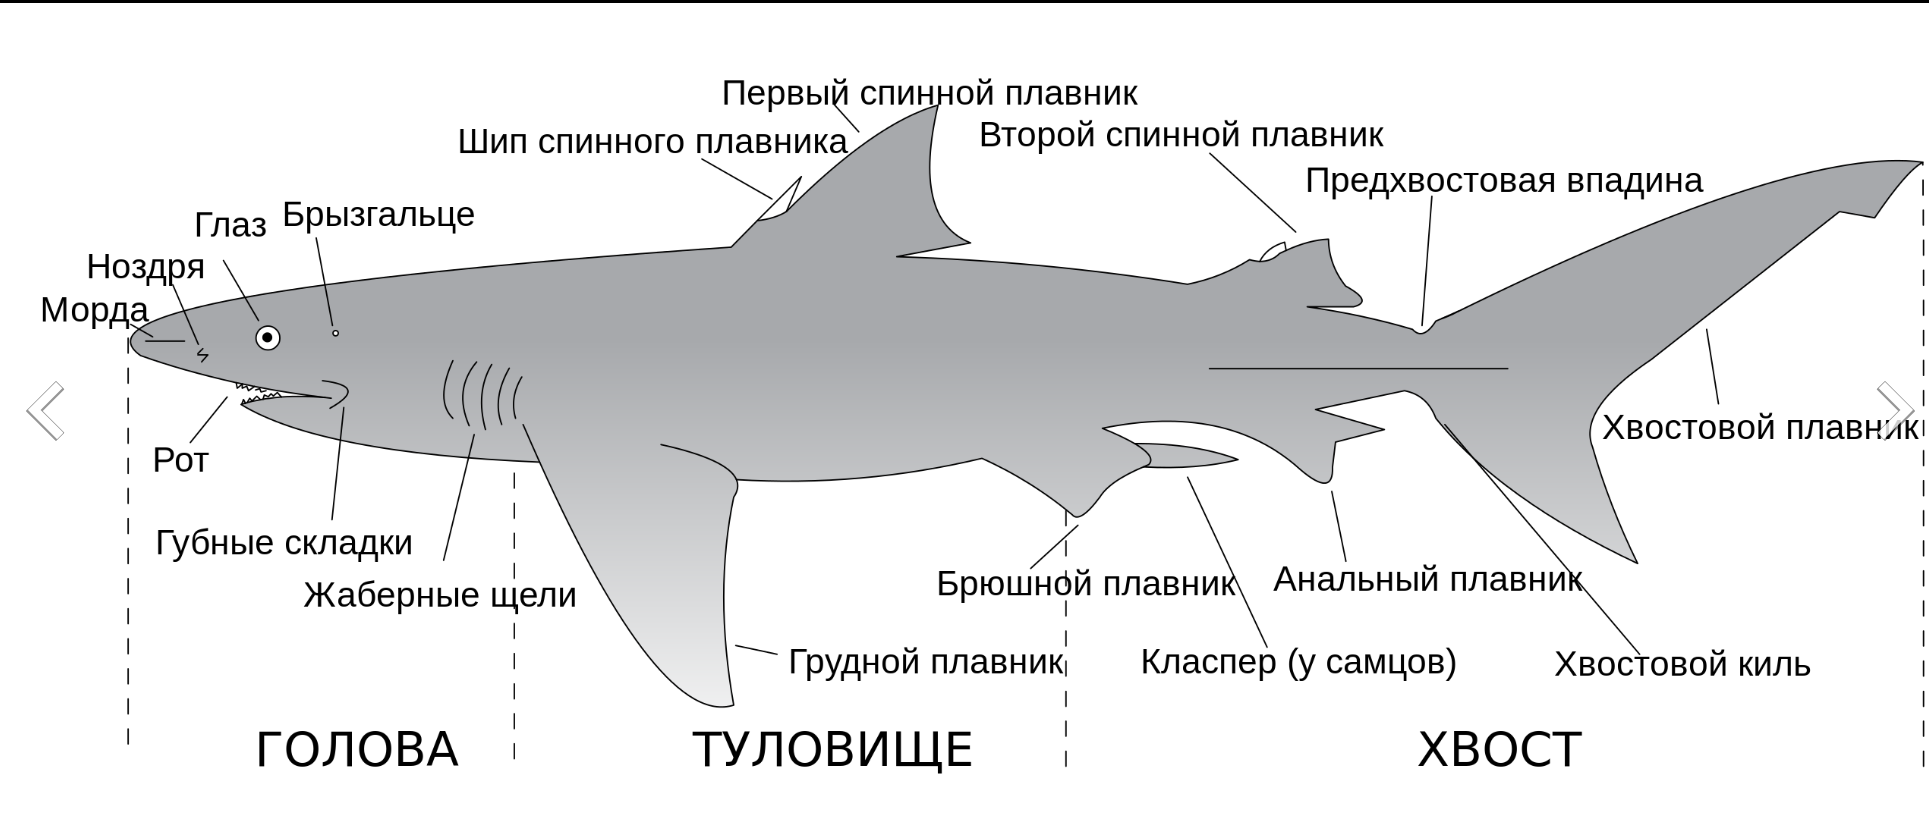 Первый спинной плавник
Шип спинного плавника
Второй спинной плавник
Предхвостовая впадина
Глаз
Брызгальце
Ноздря
Морда
Хвостовой плавник
Рот
Губные складки
Жаберные щели
Брюшной плавник
Анальный плавник
Грудной плавник
Класпер (у самцов)
Хвостовой киль
ГОЛОВА
ТУЛОВИЩЕ
ХВОСТ